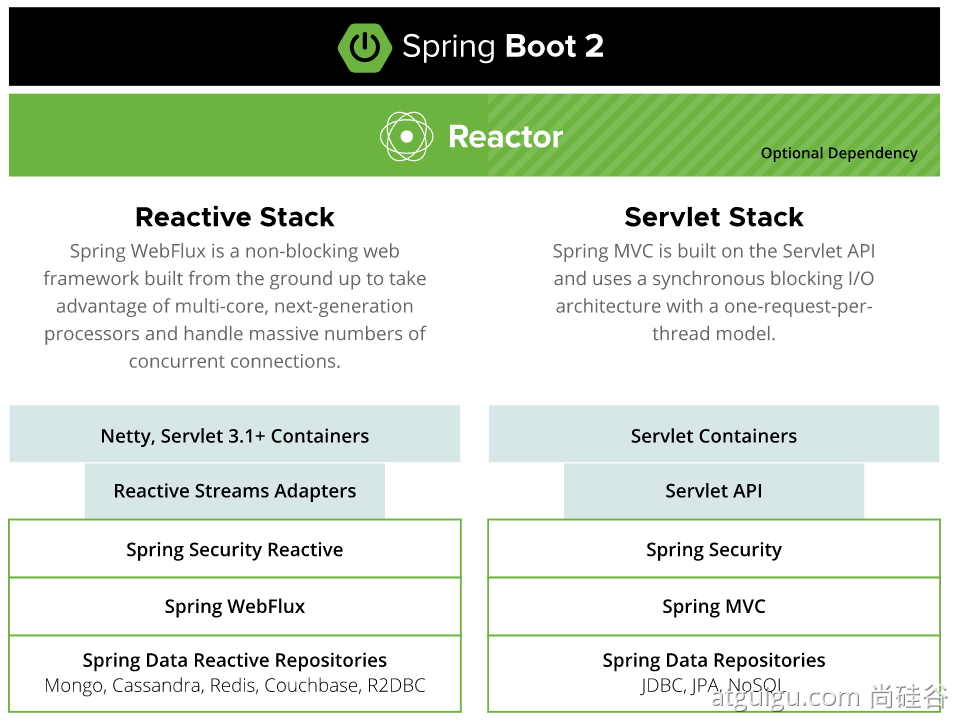 Spring Boot 2
Reactor
Optional Dependency
Reactive Stack
Spring WebFlux is a non-blocking web
framework built from the ground up to take
advantage of multi-core, next-generation
processors and handle massive numbers of
concurrent connections.
Servlet Stack
Spring MVC is built on the Servlet API
and uses a synchronous blocking I/O
architecture with a one-request-per-
thread model.
Netty, Servlet 3.1+ Containers
Servlet Containers
Reactive Streams Adapters
Servlet API
Spring Security Reactive
Spring Security
Spring WebFlux
Spring MVC
Spring Data Reactive Repositories
Mongo, Cassandra, Redis, Couchbase, R2DBC
Spring Data Repositories
JDBC, JPA, NoSQL
atguigu.com 尚硅谷